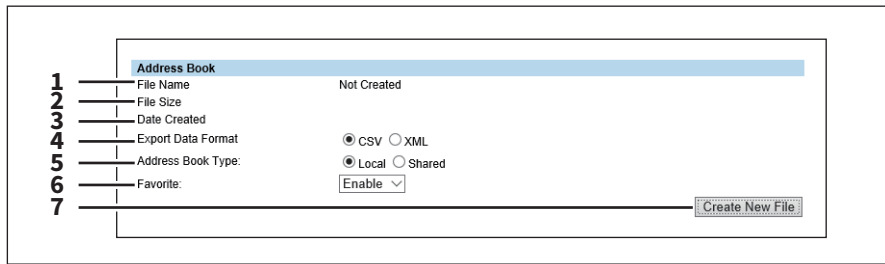 Address Book
1 File Name Not Created
2 File Size
3 Date Created
4 Export Data Format CSV XML
5 Address Book Type: Local Shared
6 Favorite: Enable
7 Create New File